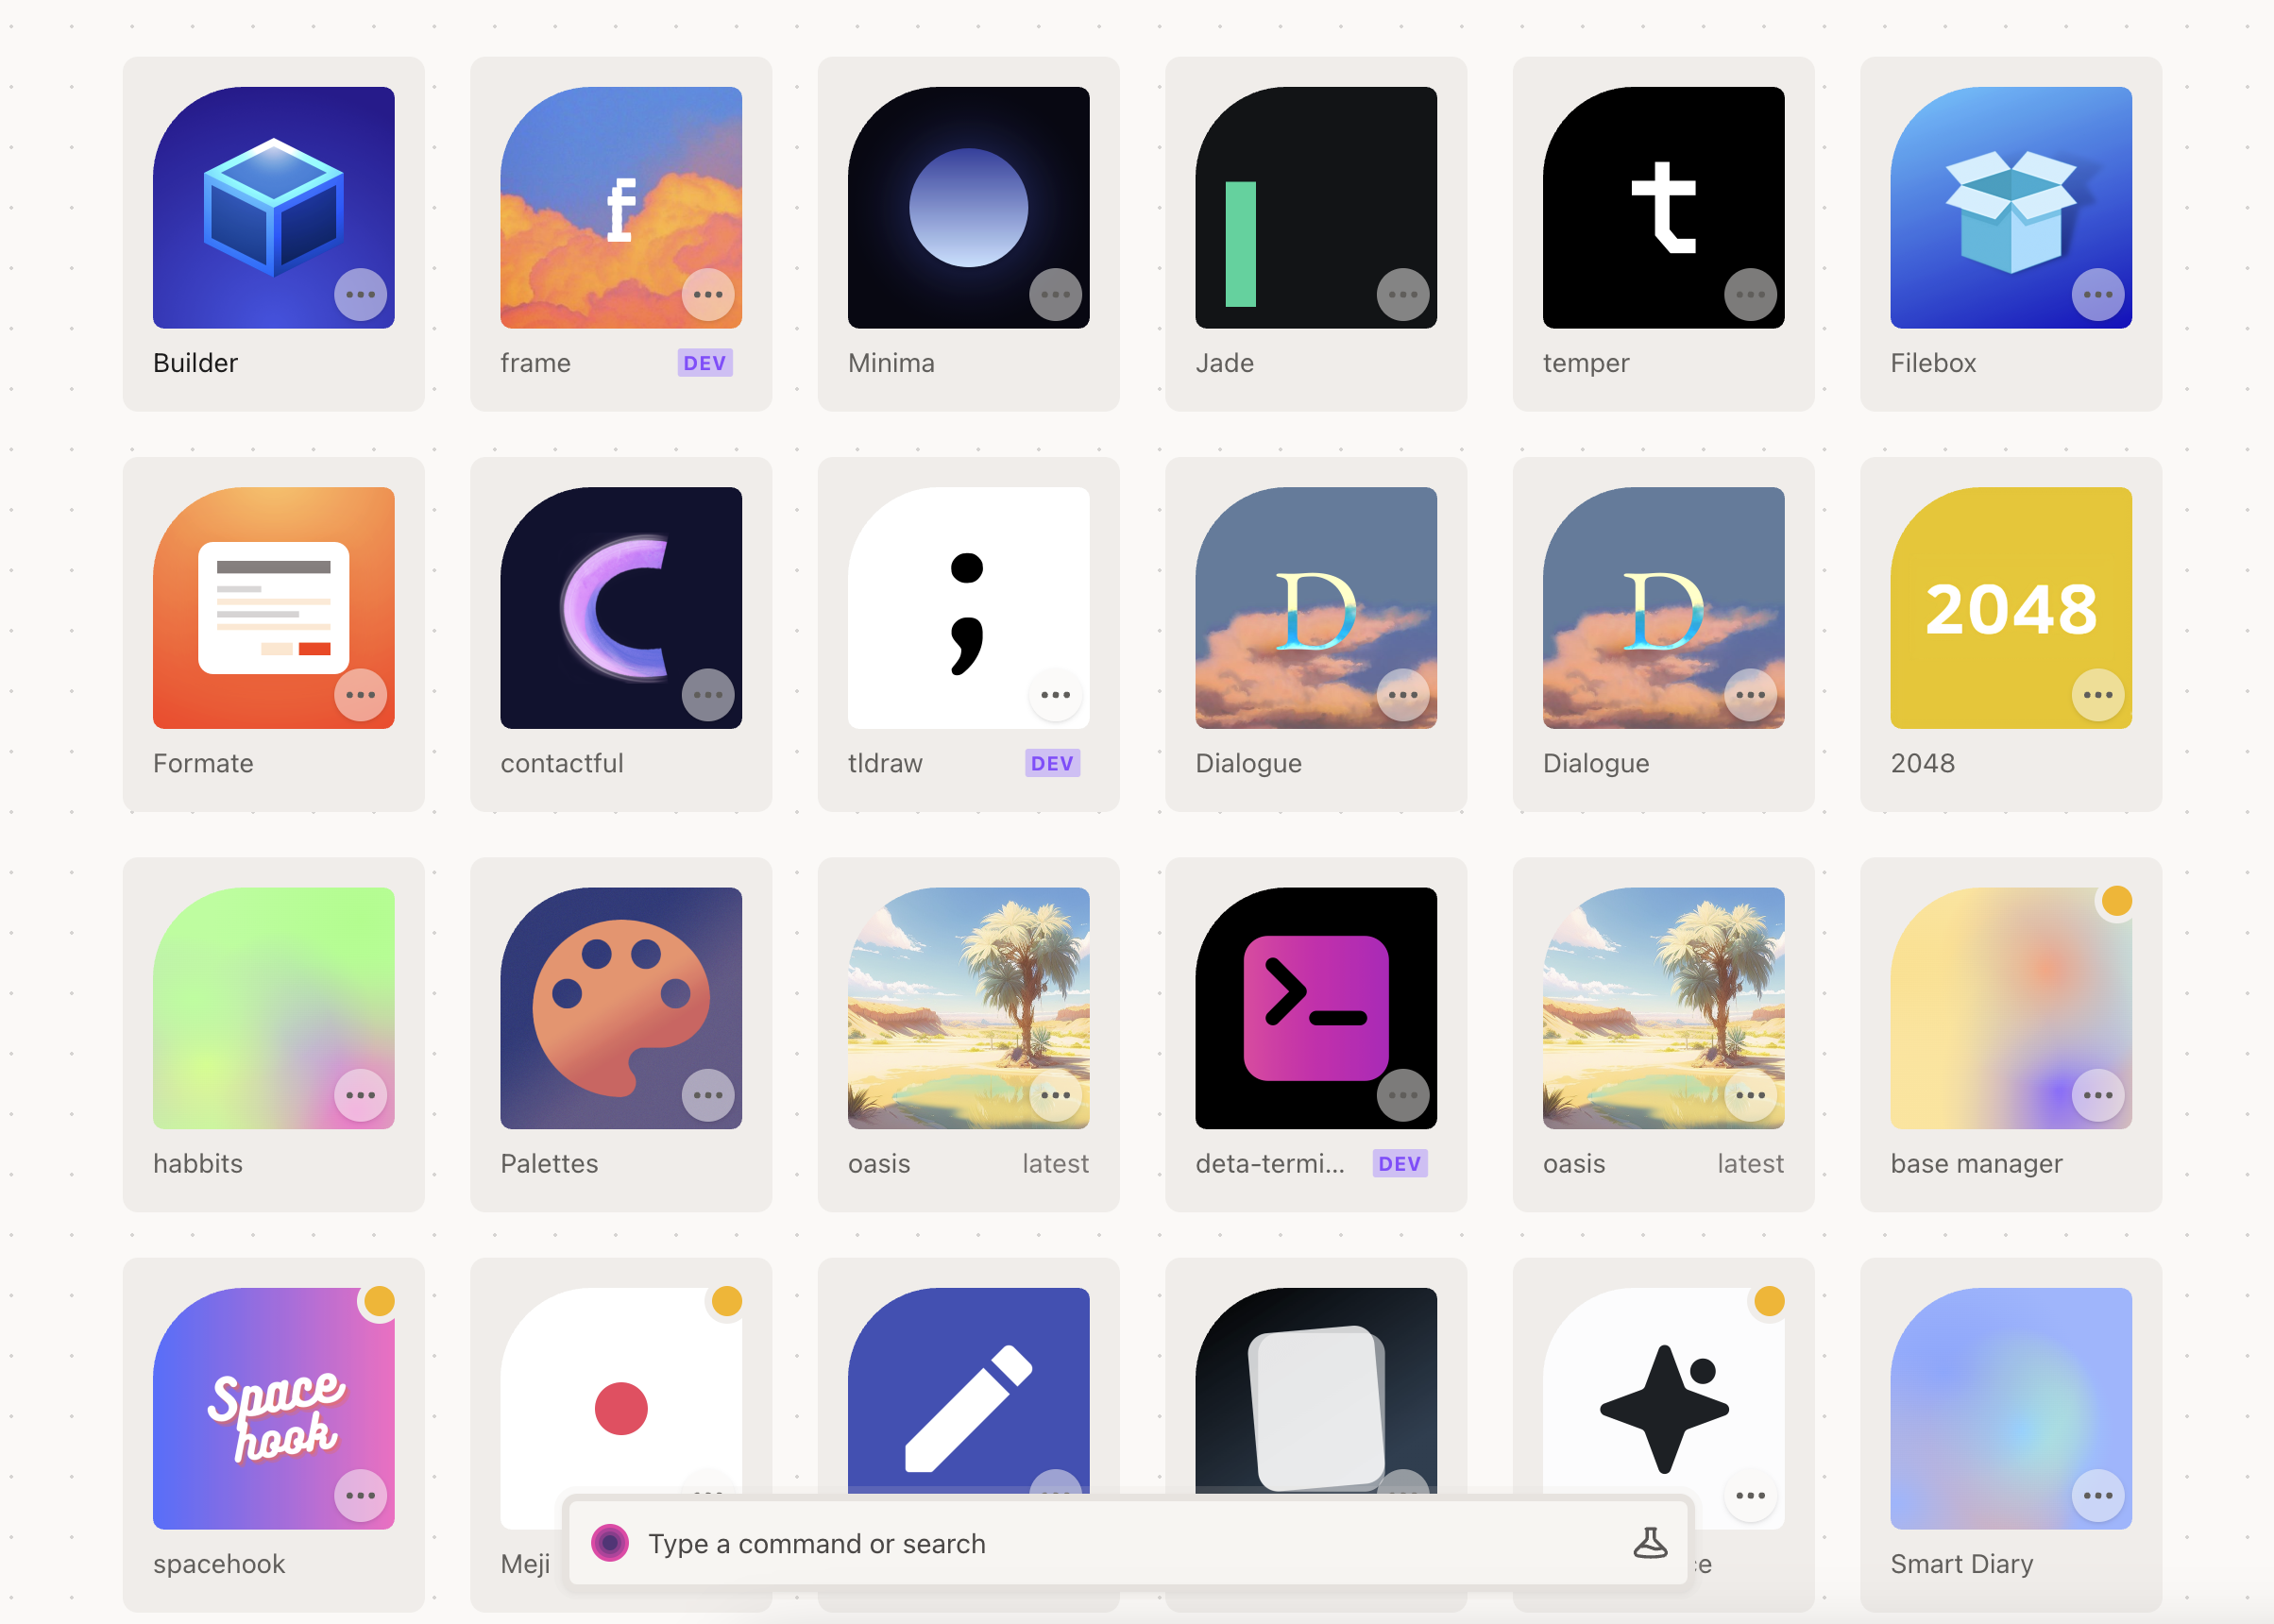 f
t
Builder
frame DEV
Minima
Jade
temper
Filebox
C
;
D
D
2048
Formate
contactful
tldraw DEV
Dialogue
Dialogue
2048
habbits
Palettes
oasis latest
deta-termi... DEV
oasis latest
base manager
Space
hook
Type a command or search
spacehook
Meji
Smart Diary